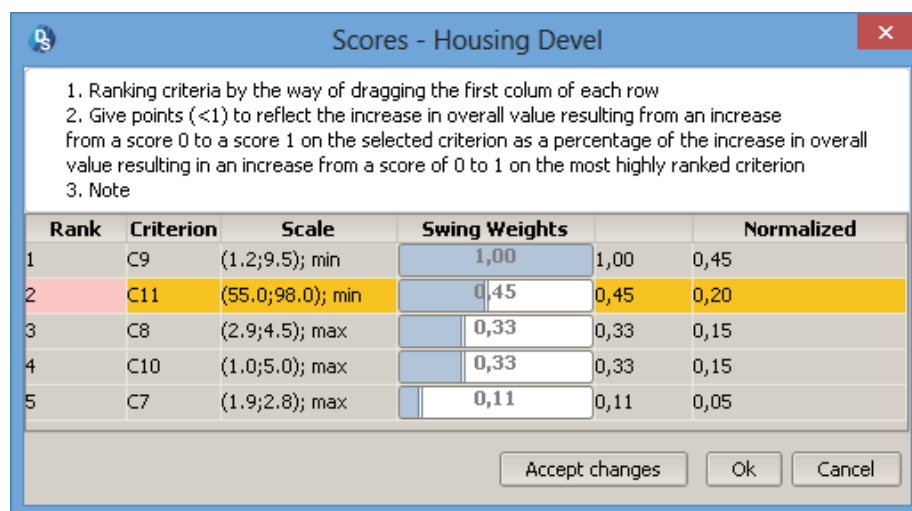 DS
Scores - Housing Devel
×
1. Ranking criteria by the way of dragging the first colum of each row
2. Give points (<1) to reflect the increase in overall value resulting from an increase
from a score 0 to a score 1 on the selected criterion as a percentage of the increase in overall
value resulting in an increase from a score of 0 to 1 on the most highly ranked criterion
3. Note
Rank Criterion Scale Swing Weights Normalized
1 C9 (1.2;9.5); min 1,00 1,00 0,45
2 C11 (55.0;98.0); min 0,45 0,45 0,20
3 C8 (2.9;4.5); max 0,33 0,33 0,15
4 C10 (1.0;5.0); max 0,33 0,33 0,15
5 C7 (1.9;2.8); max 0,11 0,11 0,05
Accept changes Ok Cancel